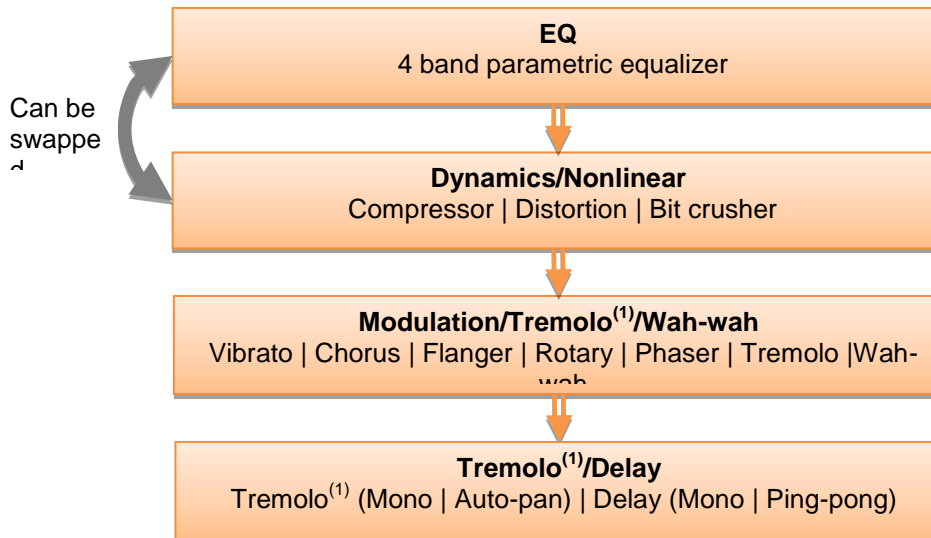 EQ
4 band parametric equalizer
Can be
swappe
d
Dynamics/Nonlinear
Compressor | Distortion | Bit crusher
Modulation/Tremolo⁽¹⁾/Wah-wah
Vibrato | Chorus | Flanger | Rotary | Phaser | Tremolo |Wah-
wah
Tremolo⁽¹⁾/Delay
Tremolo⁽¹⁾ (Mono | Auto-pan) | Delay (Mono | Ping-pong)